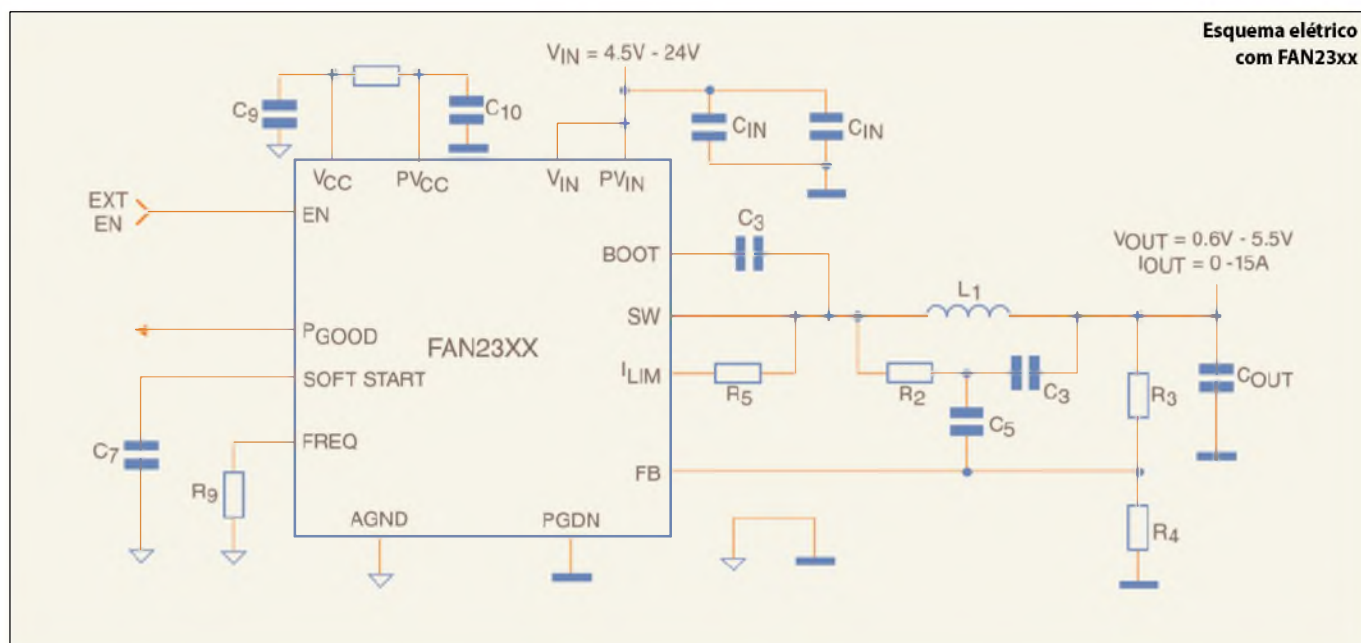 Esquema elétrico
com FAN23xx
VIN = 4.5V - 24V
C9
C10
CIN
CIN
VCC
PVCC
VIN
PVIN
EXT
EN
EN
BOOT
C3
VOUT = 0.6V - 5.5V
IOUT = 0 -15A
L1
SW
PGOOD
FAN23XX
SOFT START
ILIM
R5
R2
C3
R3
COUT
C7
FREQ
C5
R9
FB
AGND
PGDN
R4